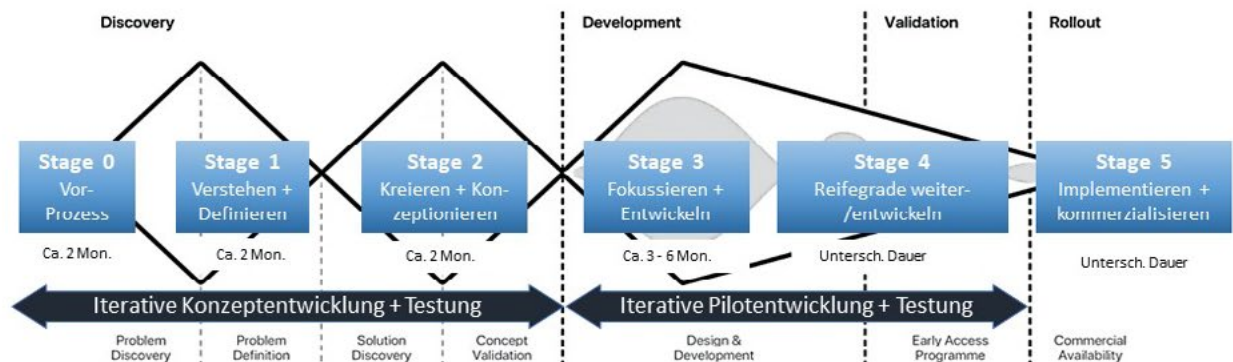 Discovery
Development
Validation
Rollout
Stage 0
Vor-
Prozess
Stage 1
Verstehen +
Definieren
Stage 2
Kreieren + Kon-
zeptionieren
Stage 3
Fokussieren +
Entwickeln
Stage 4
Reifegrade weiter-
/entwickeln
Stage 5
Implementieren +
kommerzialisieren
Ca. 2 Mon.
Ca. 2 Mon.
Ca. 2 Mon.
Ca. 3 - 6 Mon.
Untersch. Dauer
Untersch. Dauer
Iterative Konzeptentwicklung + Testung
Iterative Pilotentwicklung + Testung
Problem
Discovery
Problem
Definition
Solution
Discovery
Concept
Validation
Design &
Development
Early Access
Programme
Commercial
Availability